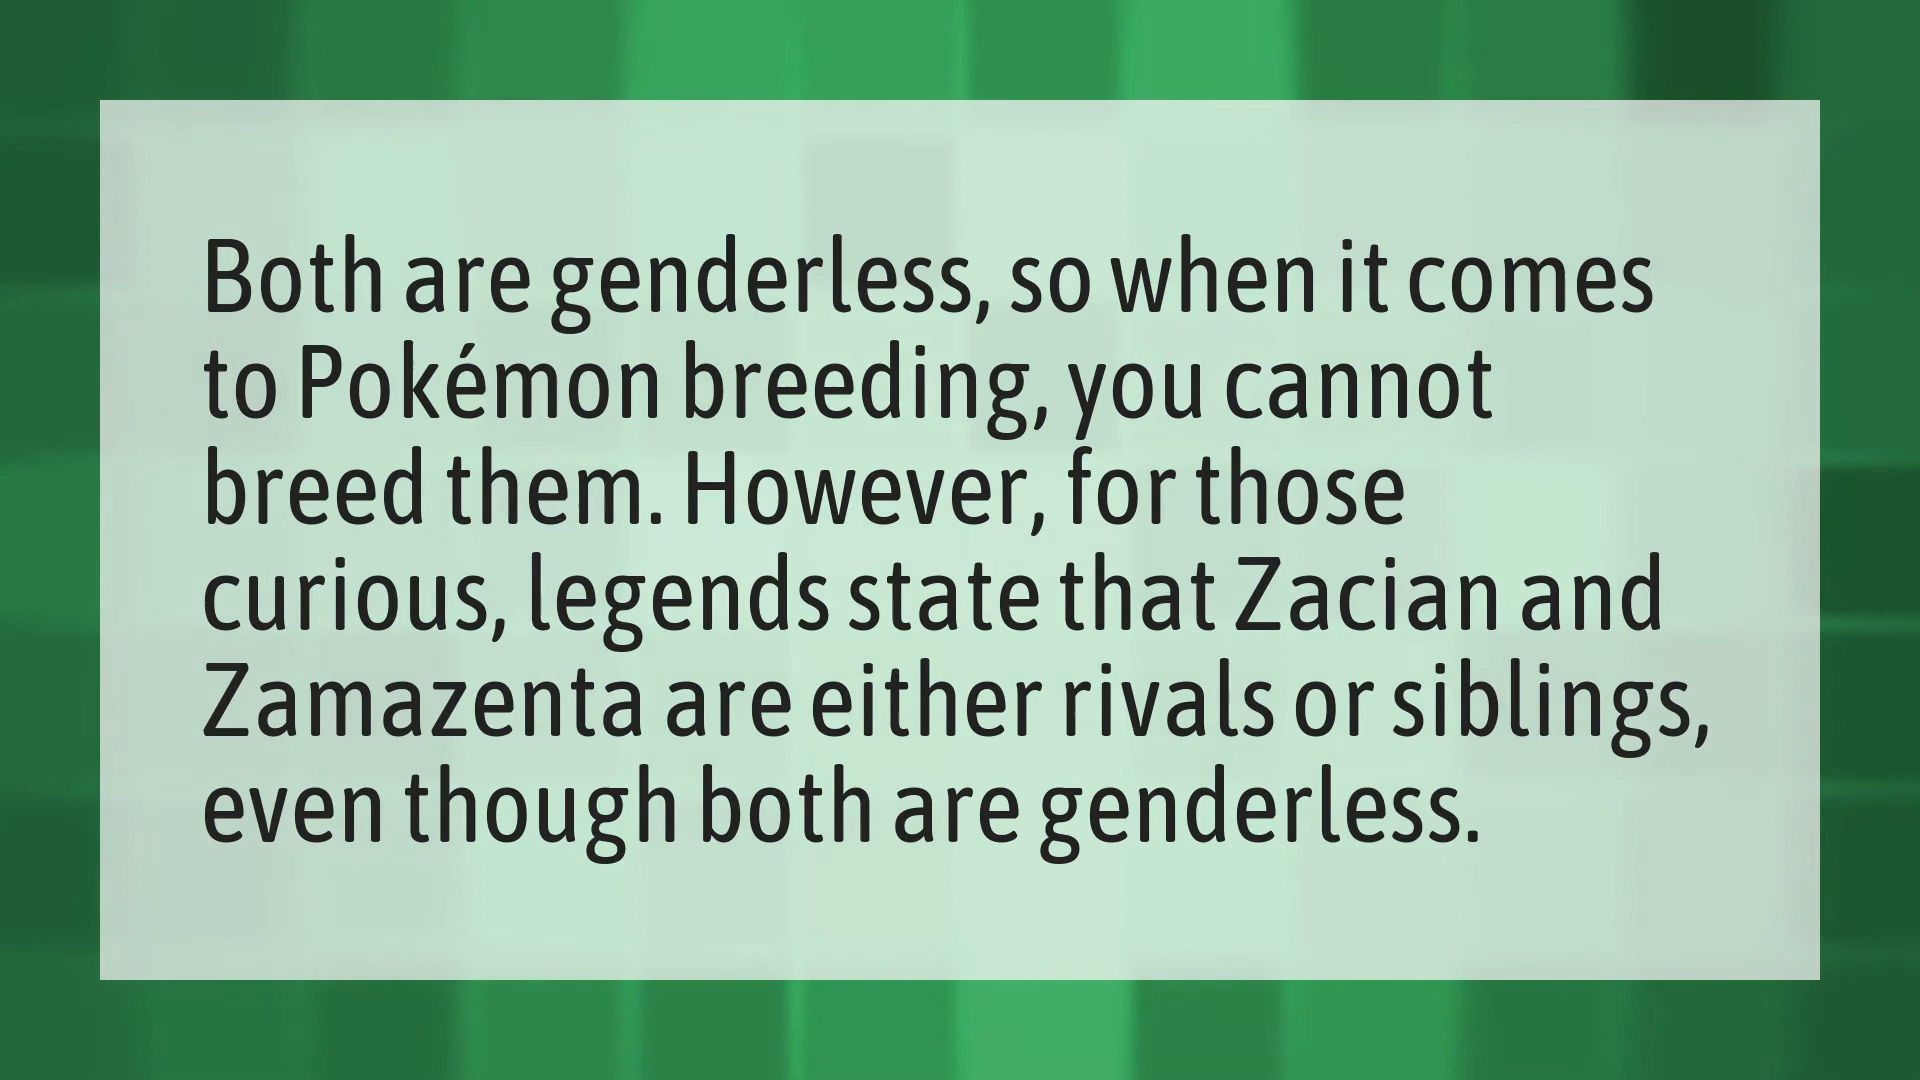 Both are genderless, so when it comes
to Pokémon breeding, you cannot
breed them. However, for those
curious, legends state that Zacian and
Zamazenta are either rivals or siblings,
even though both are genderless.